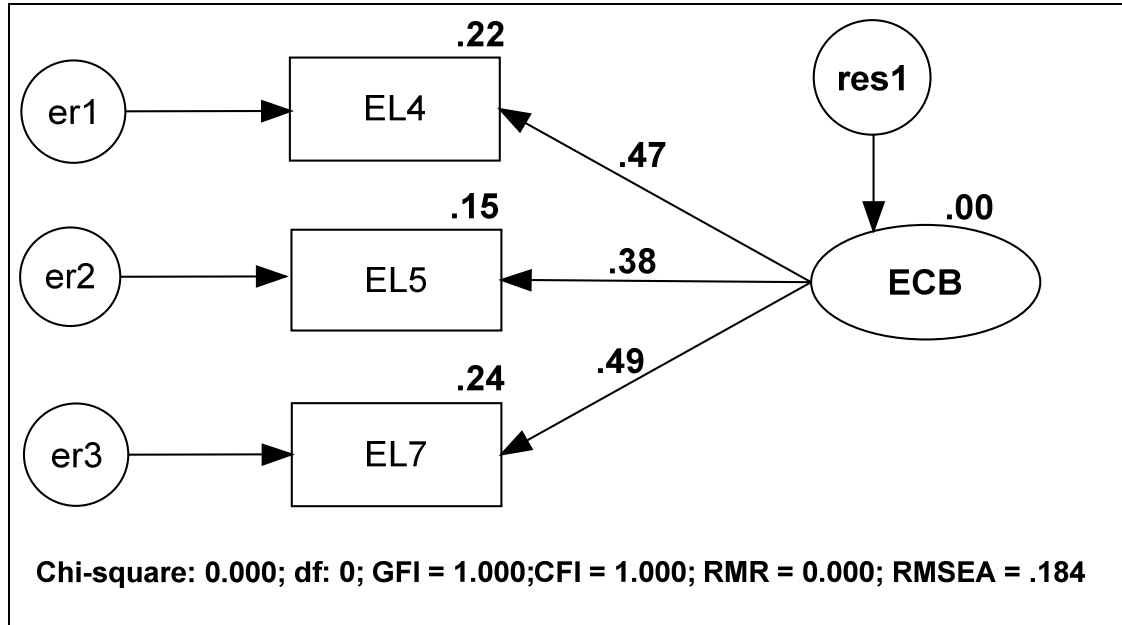 .22
er1
EL4
res1
.47
.15
.00
er2
EL5
.38
ECB
.24
.49
er3
EL7
Chi-square: 0.000; df: 0; GFI = 1.000;CFI = 1.000; RMR = 0.000; RMSEA = .184